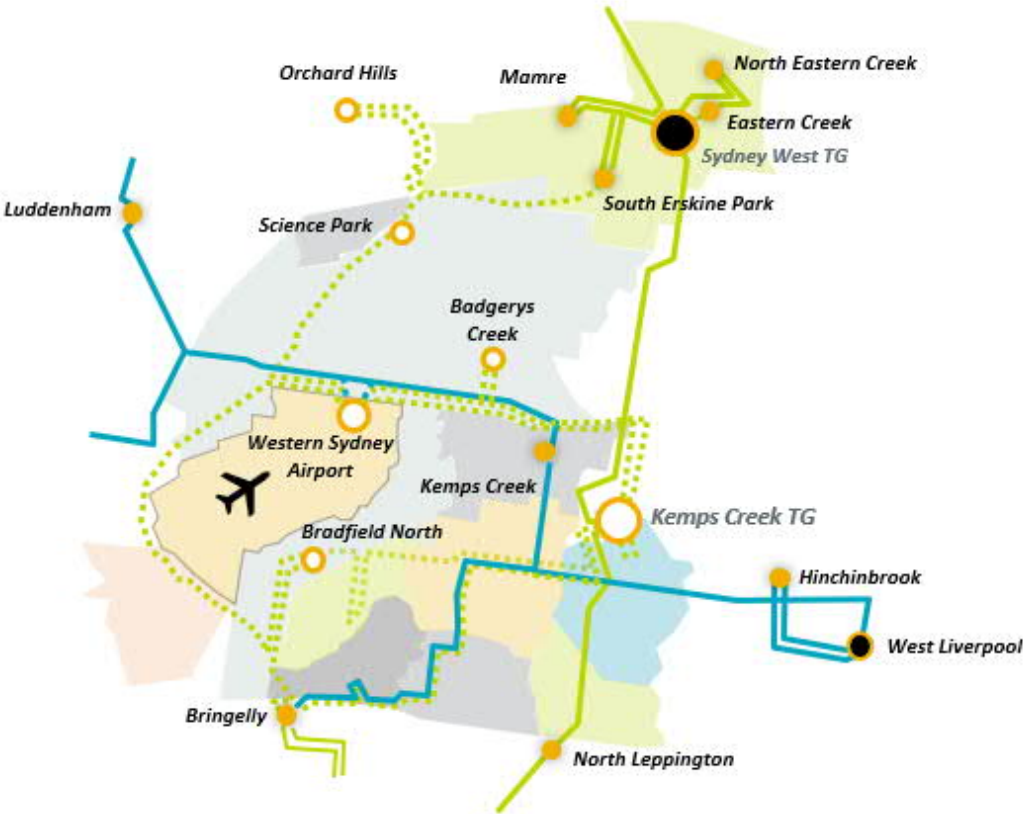 North Eastern Creek
Orchard Hills
Mamre
Eastern Creek
Sydney West TG
South Erskine Park
Luddenham
Science Park
Badgerys
Creek
Western Sydney
Airport
Kemps Creek
Kemps Creek TG
Bradfield North
Hinchinbrook
West Liverpool
Bringelly
North Leppington